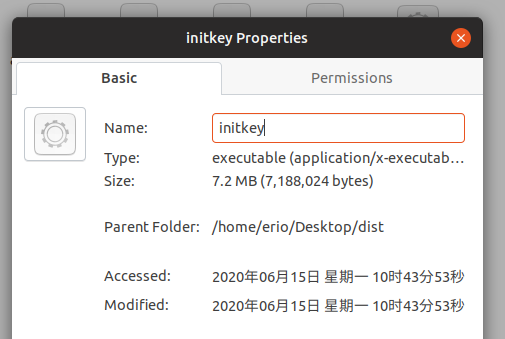 initkey Properties
Basic
Permissions
Name:
initkey
Type:
executable (application/x-executab…
Size:
7.2 MB (7,188,024 bytes)
Parent Folder:
/home/erio/Desktop/dist
Accessed:
2020年06月15日 星期一 10时43分53秒
Modified:
2020年06月15日 星期一 10时43分53秒